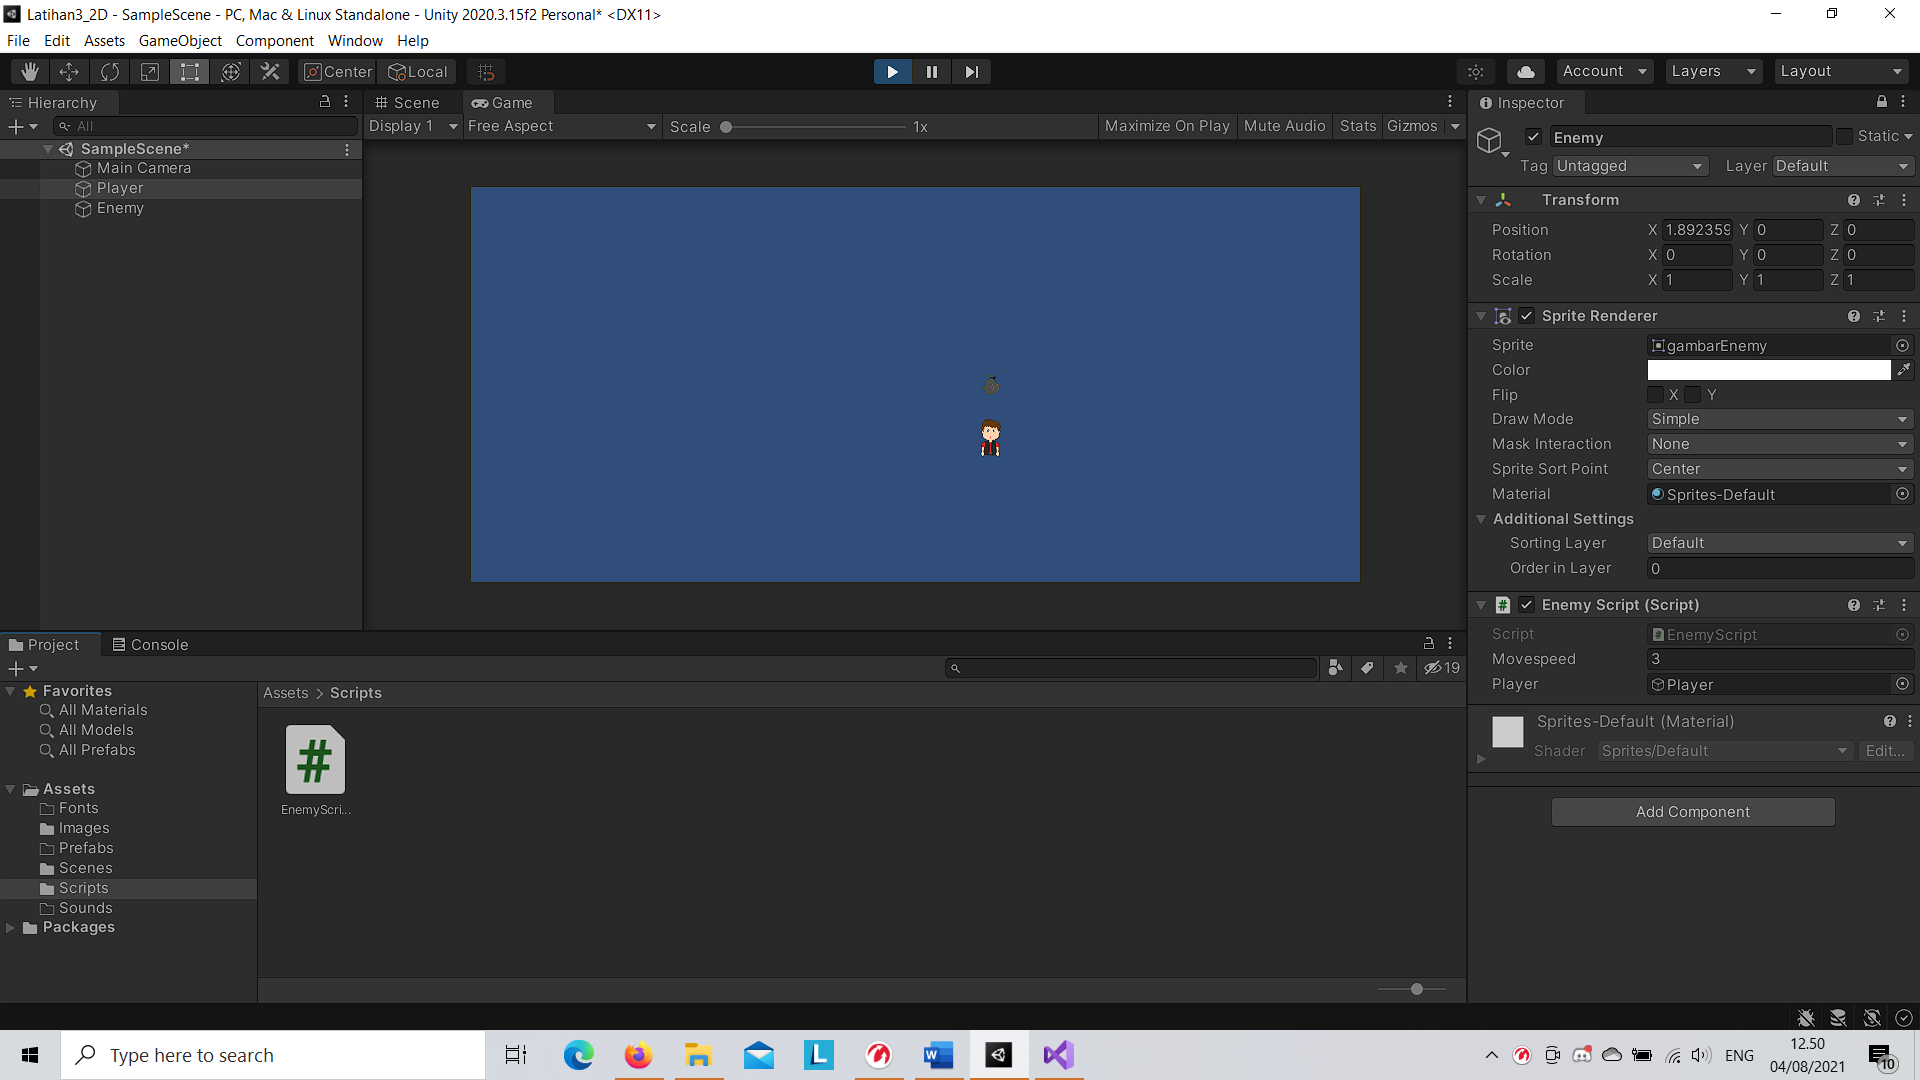 Latihan3_2D - SampleScene - PC, Mac & Linux Standalone - Unity 2020.3.15f2 Personal* <DX11>
File Edit Assets GameObject Component Window Help
Center Local Account Layers Layout
Hierarchy
All
SampleScene*
Main Camera
Player
Enemy
Scene Game
Display 1 Free Aspect Scale 1x Maximize On Play Mute Audio Stats Gizmos
Inspector
Enemy Static
Tag Untagged Layer Default
Transform
Position X 1.892359 Y 0 Z 0
Rotation X 0 Y 0 Z 0
Scale X 1 Y 1 Z 1
Sprite Renderer
Sprite gambarEnemy
Color
Flip X Y
Draw Mode Simple
Mask Interaction None
Sprite Sort Point Center
Material Sprites-Default
Additional Settings
Sorting Layer Default
Order in Layer 0
# Enemy Script (Script)
Script EnemyScript
Movespeed 3
Player Player
Sprites-Default (Material)
Shader Sprites/Default Edit...
Add Component
Project Console
19
Favorites
All Materials
All Models
All Prefabs
Assets
Fonts
Images
Prefabs
Scenes
Scripts
Sounds
Packages
Assets > Scripts
#
EnemyScri...
Type here to search
L
W
ENG
12.50
04/08/2021
10